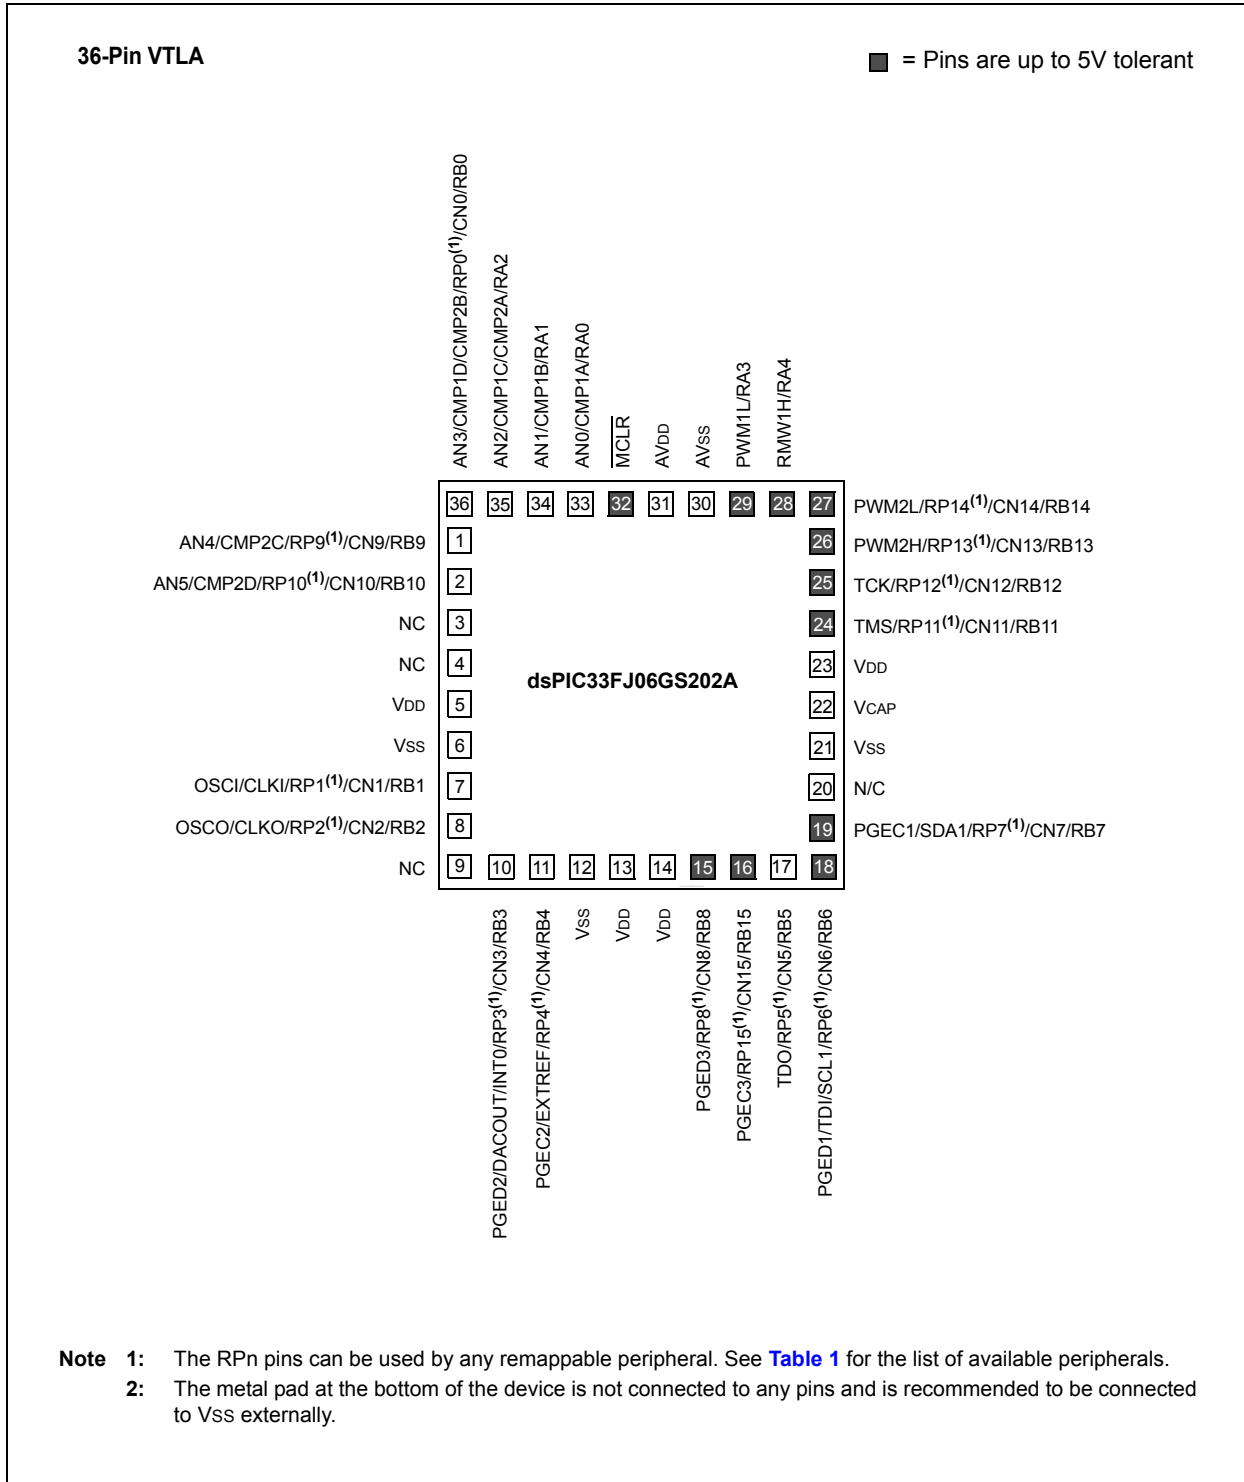 36-Pin VTLA
= Pins are up to 5V tolerant
AN3/CMP1D/CMP2B/RP0(1)/CN0/RB0
AN2/CMP1C/CMP2A/RA2
AN1/CMP1B/RA1
AN0/CMP1A/RA0
MCLR
AVDD
AVSS
PWM1L/RA3
RMW1H/RA4
36 35 34 33 32 31 30 29 28 27 PWM2L/RP14(1)/CN14/RB14
AN4/CMP2C/RP9(1)/CN9/RB9 1 26 PWM2H/RP13(1)/CN13/RB13
AN5/CMP2D/RP10(1)/CN10/RB10 2 25 TCK/RP12(1)/CN12/RB12
NC 3 24 TMS/RP11(1)/CN11/RB11
NC 4 dsPIC33FJ06GS202A 23 VDD
VDD 5 22 VCAP
VSS 6 21 VSS
OSCI/CLKI/RP1(1)/CN1/RB1 7 20 N/C
OSCO/CLKO/RP2(1)/CN2/RB2 8 19 PGEC1/SDA1/RP7(1)/CN7/RB7
NC 9 10 11 12 13 14 15 16 17 18
PGED2/DACOUT/INT0/RP3(1)/CN3/RB3
PGEC2/EXTREF/RP4(1)/CN4/RB4
VSS
VDD
VDD
PGED3/RP8(1)/CN8/RB8
PGEC3/RP15(1)/CN15/RB15
TDO/RP5(1)/CN5/RB5
PGED1/TDI/SCL1/RP6(1)/CN6/RB6
Note 1: The RPn pins can be used by any remappable peripheral. See Table 1 for the list of available peripherals.
2: The metal pad at the bottom of the device is not connected to any pins and is recommended to be connected
to VSS externally.